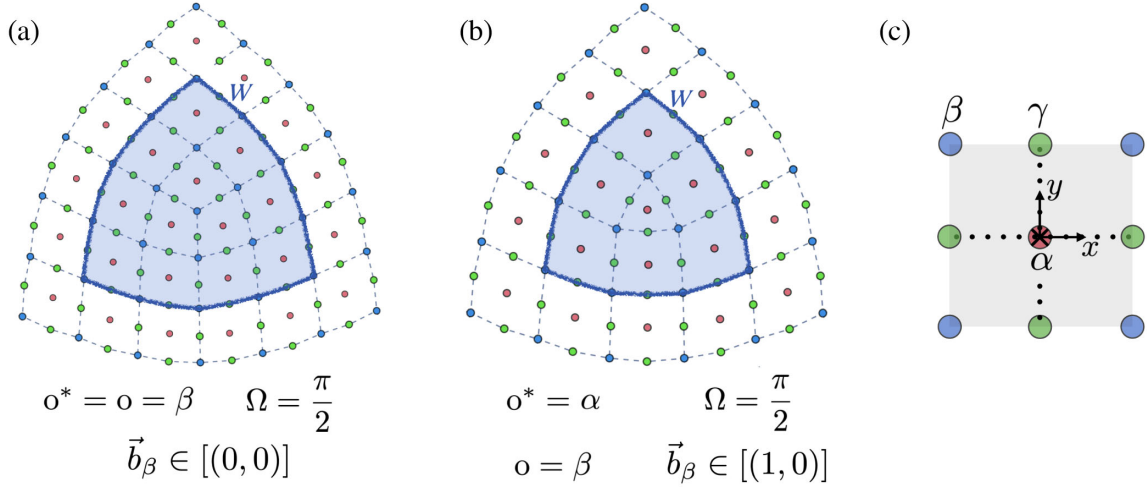 (a)
W
o* = o = β Ω = π/2
b⃗_β ∈ [(0, 0)]
(b)
W
o* = α Ω = π/2
o = β b⃗_β ∈ [(1, 0)]
(c)
β γ
y
x
α